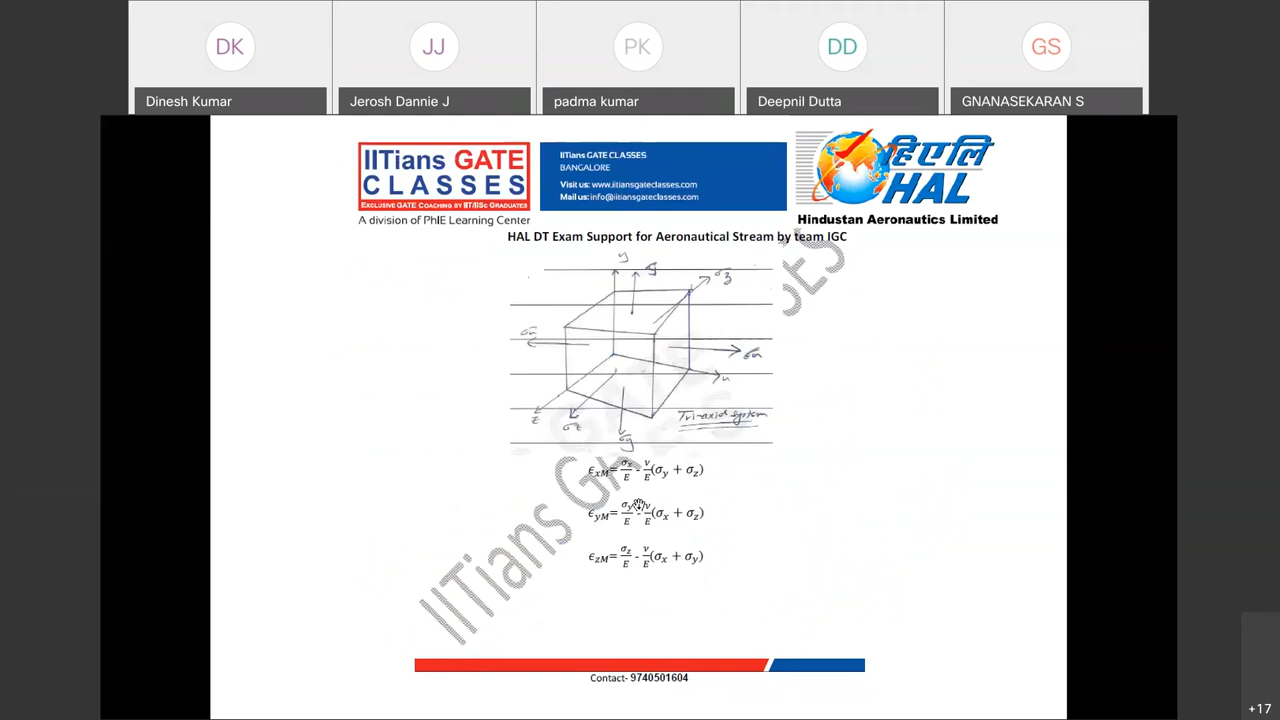 DK
JJ
PK
DD
GS
Dinesh Kumar
Jerosh Dannie J
padma kumar
Deepnil Dutta
GNANASEKARAN S
IITians GATE
CLASSES
EXCLUSIVE GATE COACHING BY IIT/IISc GRADUATES
A division of PhIE Learning Center
IITians GATE CLASSES
BANGALORE
Visit us: www.iitiansgateclasses.com
Mail us: info@iitiansgateclasses.com
हिएलि
HAL
Hindustan Aeronautics Limited
HAL DT Exam Support for Aeronautical Stream by team IGC
y
σy
σz
σx
σx
x
z
σz
σy
Tri-axial system
ϵxM= σx/E - ν/E(σy + σz)
ϵyM= σy/E - ν/E(σx + σz)
ϵzM= σz/E - ν/E(σx + σy)
IITians GATE CLASSES
Contact- 9740501604
+17